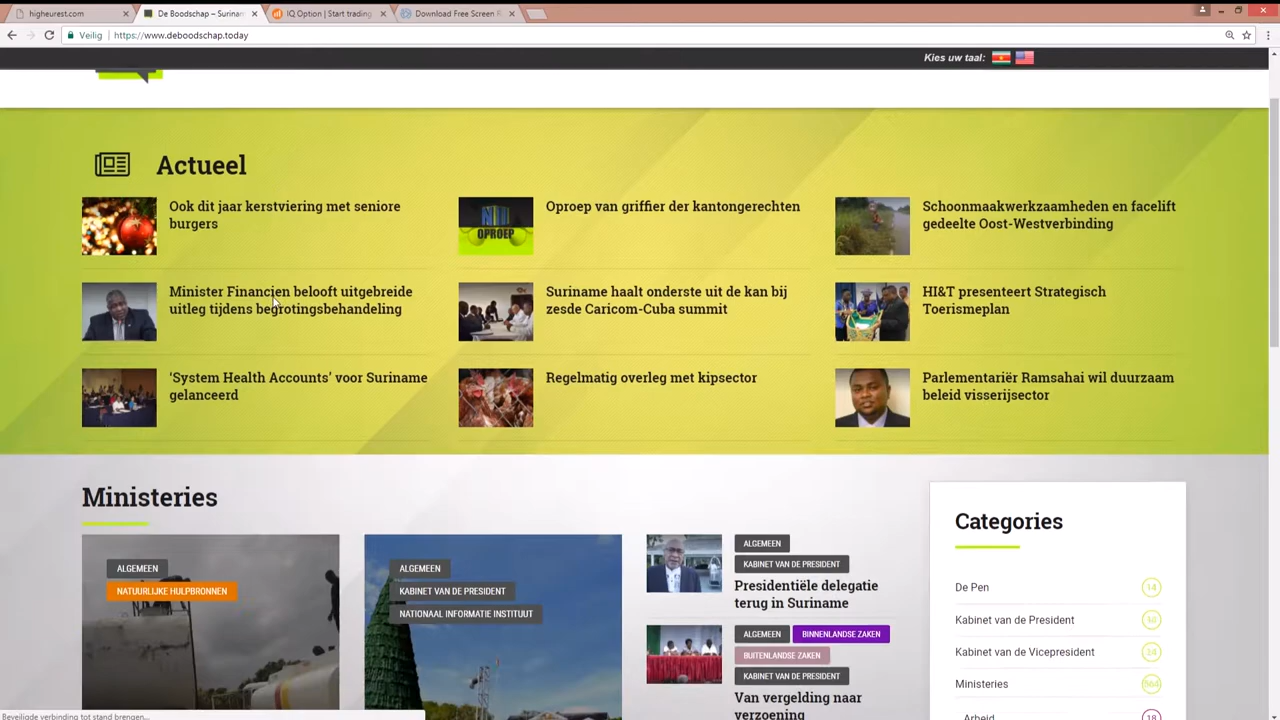 higheurest.com
De Boodschap – Surinam
IQ Option | Start trading
Download Free Screen R
Veilig
https://www.deboodschap.today
Kies uw taal:
Actueel
Ook dit jaar kerstviering met seniore
burgers
OPROEP
Oproep van griffier der kantongerechten
Schoonmaakwerkzaamheden en facelift
gedeelte Oost-Westverbinding
Minister Financien belooft uitgebreide
uitleg tijdens begrotingsbehandeling
Suriname haalt onderste uit de kan bij
zesde Caricom-Cuba summit
HI&T presenteert Strategisch
Toerismeplan
‘System Health Accounts’ voor Suriname
gelanceerd
Regelmatig overleg met kipsector
Parlementariër Ramsahai wil duurzaam
beleid visserijsector
Ministeries
ALGEMEEN
NATUURLIJKE HULPBRONNEN
ALGEMEEN
KABINET VAN DE PRESIDENT
NATIONAAL INFORMATIE INSTITUUT
ALGEMEEN
KABINET VAN DE PRESIDENT
Presidentiële delegatie
terug in Suriname
ALGEMEEN
BINNENLANDSE ZAKEN
BUITENLANDSE ZAKEN
KABINET VAN DE PRESIDENT
Van vergelding naar
verzoening
Categories
De Pen
14
Kabinet van de President
Kabinet van de Vicepresident
Ministeries
564
Arbeid
18
Beveiligde verbinding tot stand brengen...